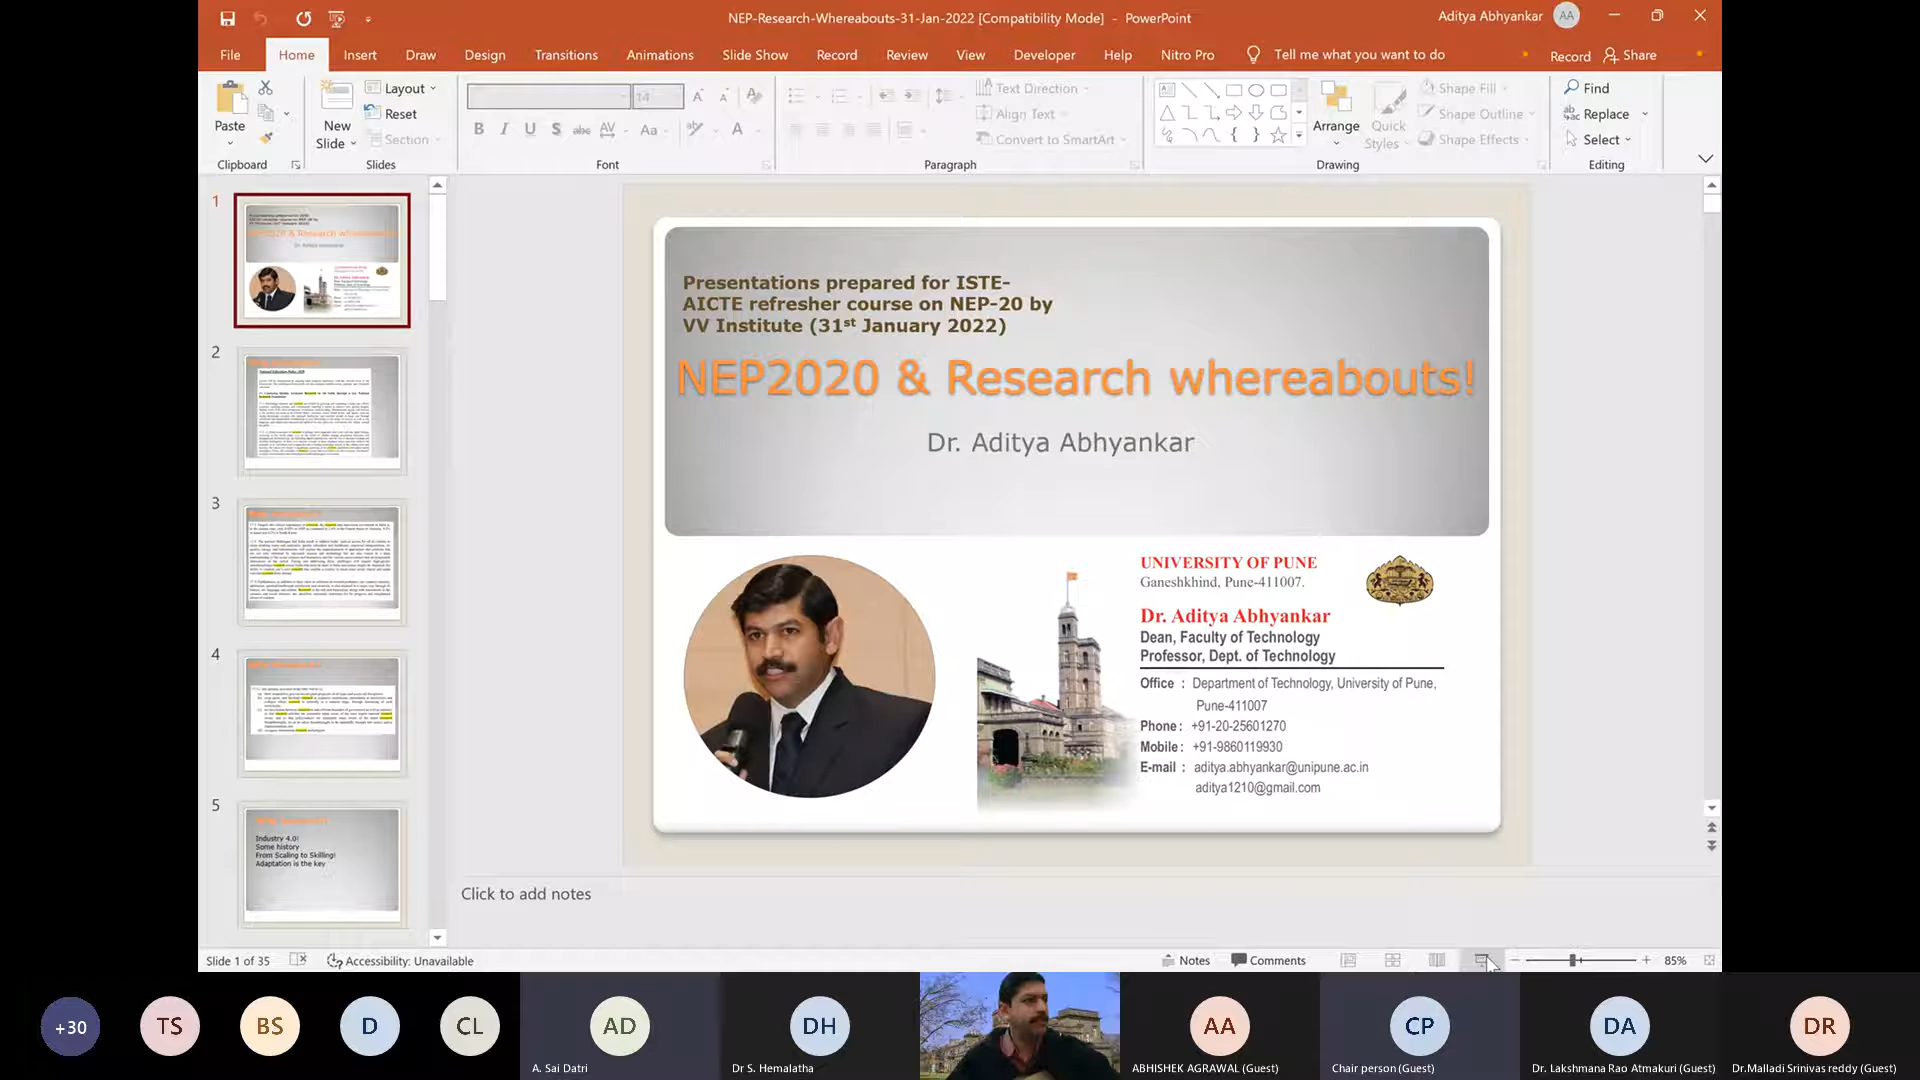 NEP-Research-Whereabouts-31-Jan-2022 [Compatibility Mode] - PowerPoint
Aditya Abhyankar AA
File Home Insert Draw Design Transitions Animations Slide Show Record Review View Developer Help Nitro Pro Tell me what you want to do Record Share
Paste
Clipboard
New Slide
Layout
Reset
Section
Slides
14
B I U S abc AV Aa A
Font
Text Direction
Align Text
Convert to SmartArt
Paragraph
Arrange
Quick Styles
Shape Fill
Shape Outline
Shape Effects
Drawing
Find
Replace
Select
Editing
1
2
3
4
5
Industry 4.0!
Some history
From Scaling to Skilling!
Adaptation is the key
Presentations prepared for ISTE-
AICTE refresher course on NEP-20 by
VV Institute (31st January 2022)
NEP2020 & Research whereabouts!
Dr. Aditya Abhyankar
UNIVERSITY OF PUNE
Ganeshkhind, Pune-411007.
Dr. Aditya Abhyankar
Dean, Faculty of Technology
Professor, Dept. of Technology
Office : Department of Technology, University of Pune,
Pune-411007
Phone : +91-20-25601270
Mobile : +91-9860119930
E-mail : aditya.abhyankar@unipune.ac.in
aditya1210@gmail.com
Click to add notes
Slide 1 of 35 Accessibility: Unavailable Notes Comments 85%
+30 TS BS D CL AD DH AA CP DA DR
A. Sai Datri Dr S. Hemalatha ABHISHEK AGRAWAL (Guest) Chair person (Guest) Dr. Lakshmana Rao Atmakuri (Guest) Dr.Malladi Srinivas reddy (Guest)